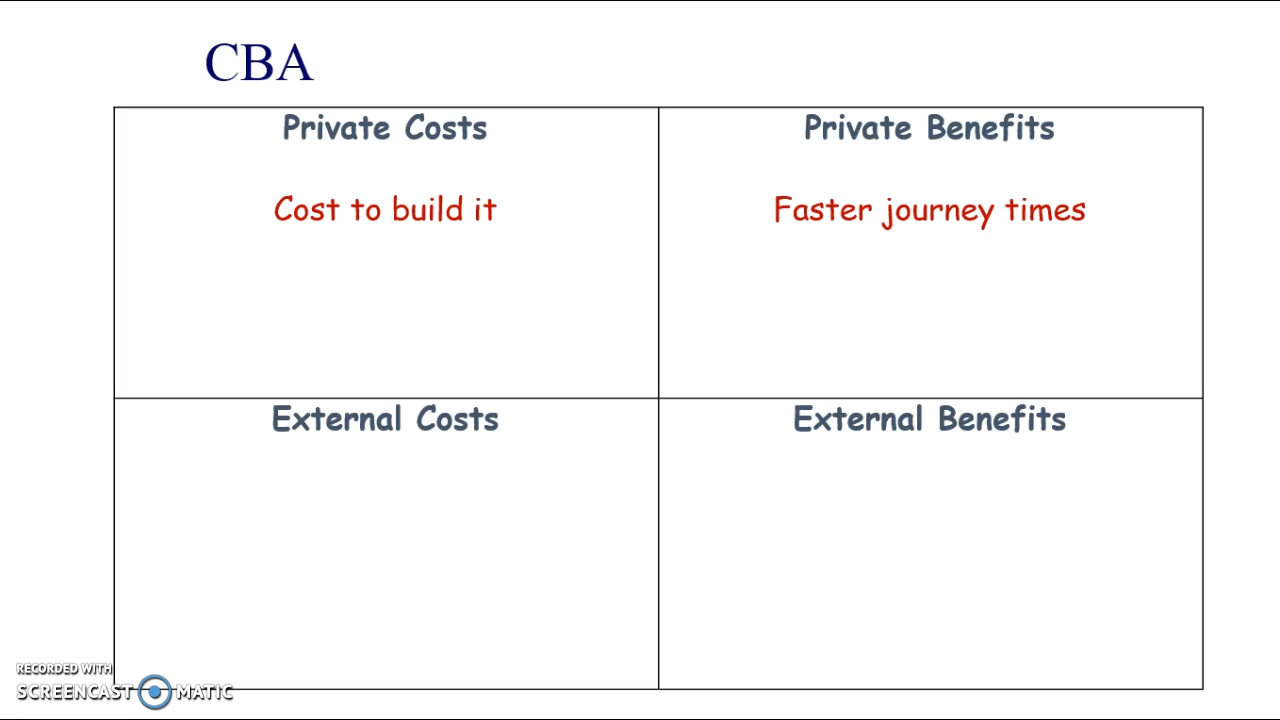 CBA
Private Costs
Cost to build it
Private Benefits
Faster journey times
External Costs
External Benefits
RECORDED WITH
SCREENCAST MATIC